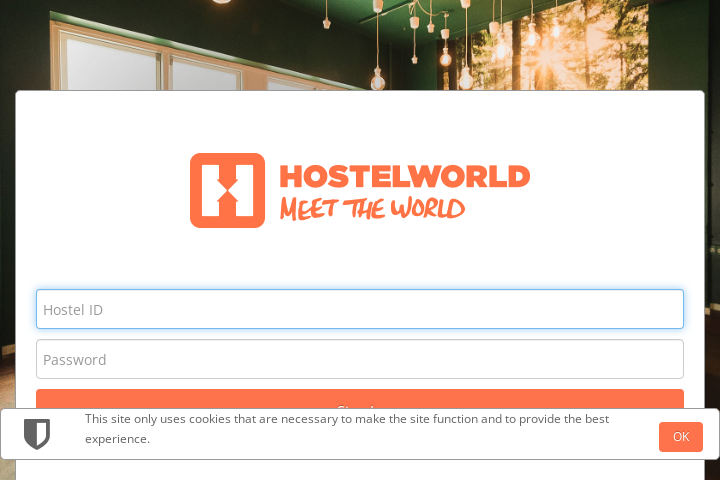 HOSTELWORLD
MEET THE WORLD
Hostel ID
Password
This site only uses cookies that are necessary to make the site function and to provide the best
experience.
OK